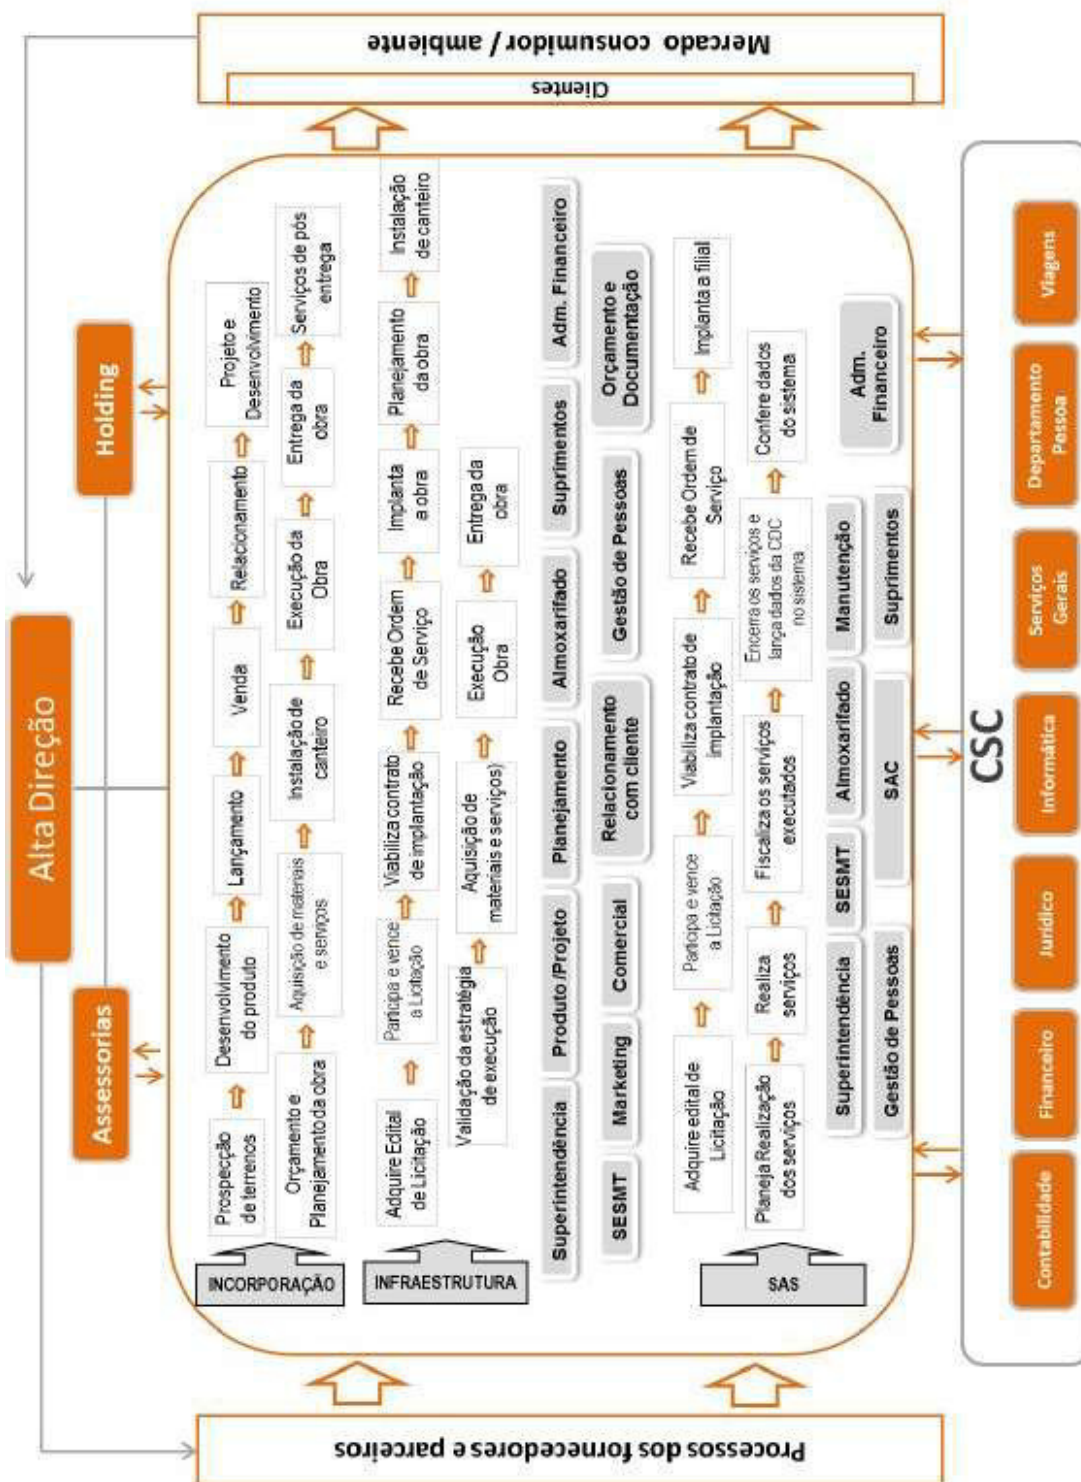 Alta Direção
Assessorias
Holding
Processos dos fornecedores e parceiros
INCORPORAÇÃO
Prospecção
de terrenos
Desenvolvimento
do produto
Lançamento
Venda
Relacionamento
Projeto e
Desenvolvimento
Orçamento e
Planejamento da obra
Aquisição de materiais
e serviços
Instalação de
canteiro
Execução da
Obra
Entrega da
obra
Serviços de pós
entrega
INFRAESTRUTURA
Adquire Edital
de Licitação
Participa e vence
a Licitação
Viabiliza contrato
de implantação
Recebe Ordem
de Serviço
Implanta
a obra
Planejamento
da obra
Instalação
de canteiro
Validação da estratégia
de execução
Aquisição de
materiais e serviços)
Execução
Obra
Entrega da
obra
Superintendência
Produto /Projeto
Planejamento
Almoxarifado
Suprimentos
Adm. Financeiro
SESMT
Marketing
Comercial
Relacionamento
com cliente
Gestão de Pessoas
Orçamento e
Documentação
SAS
Adquire edital de
Licitação
Participa e vence
a Licitação
Viabiliza contrato de
implantação
Recebe Ordem de
Serviço
Implanta a filial
Planeja Realização
dos serviços
Realiza
serviços
Fiscaliza os serviços
executados
Encerra os serviços e
lança dados da CDC
no sistema
Confere dados
do sistema
Superintendência
SESMT
Almoxarifado
Manutenção
Adm.
Financeiro
Gestão de Pessoas
SAC
Suprimentos
Clientes
Mercado consumidor / ambiente
CSC
Contabilidade
Financeiro
Jurídico
Informática
Serviços
Gerais
Departamento
Pessoa
Viagens